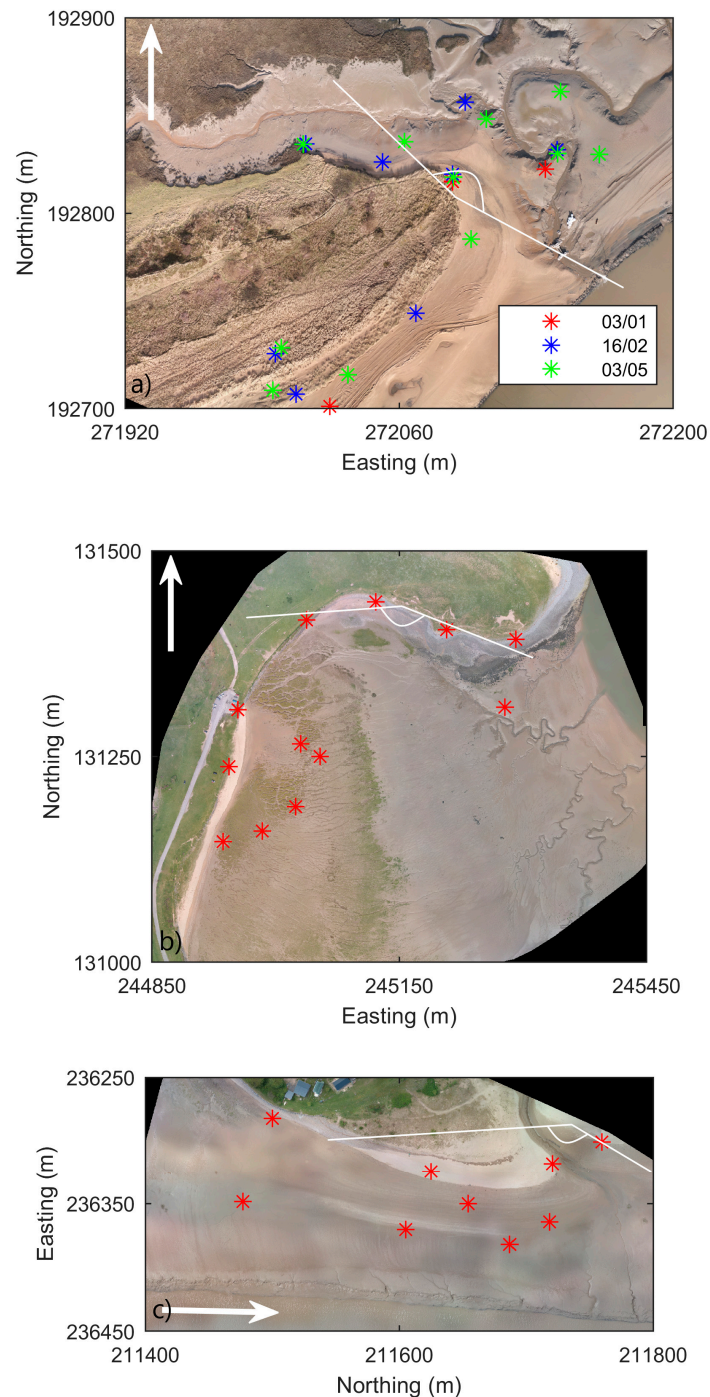 192900
192800
192700
Northing (m)
03/01
16/02
03/05
a)
271920
272060
272200
Easting (m)
131500
131250
131000
Northing (m)
b)
244850
245150
245450
Easting (m)
236250
236350
236450
Easting (m)
c)
211400
211600
211800
Northing (m)